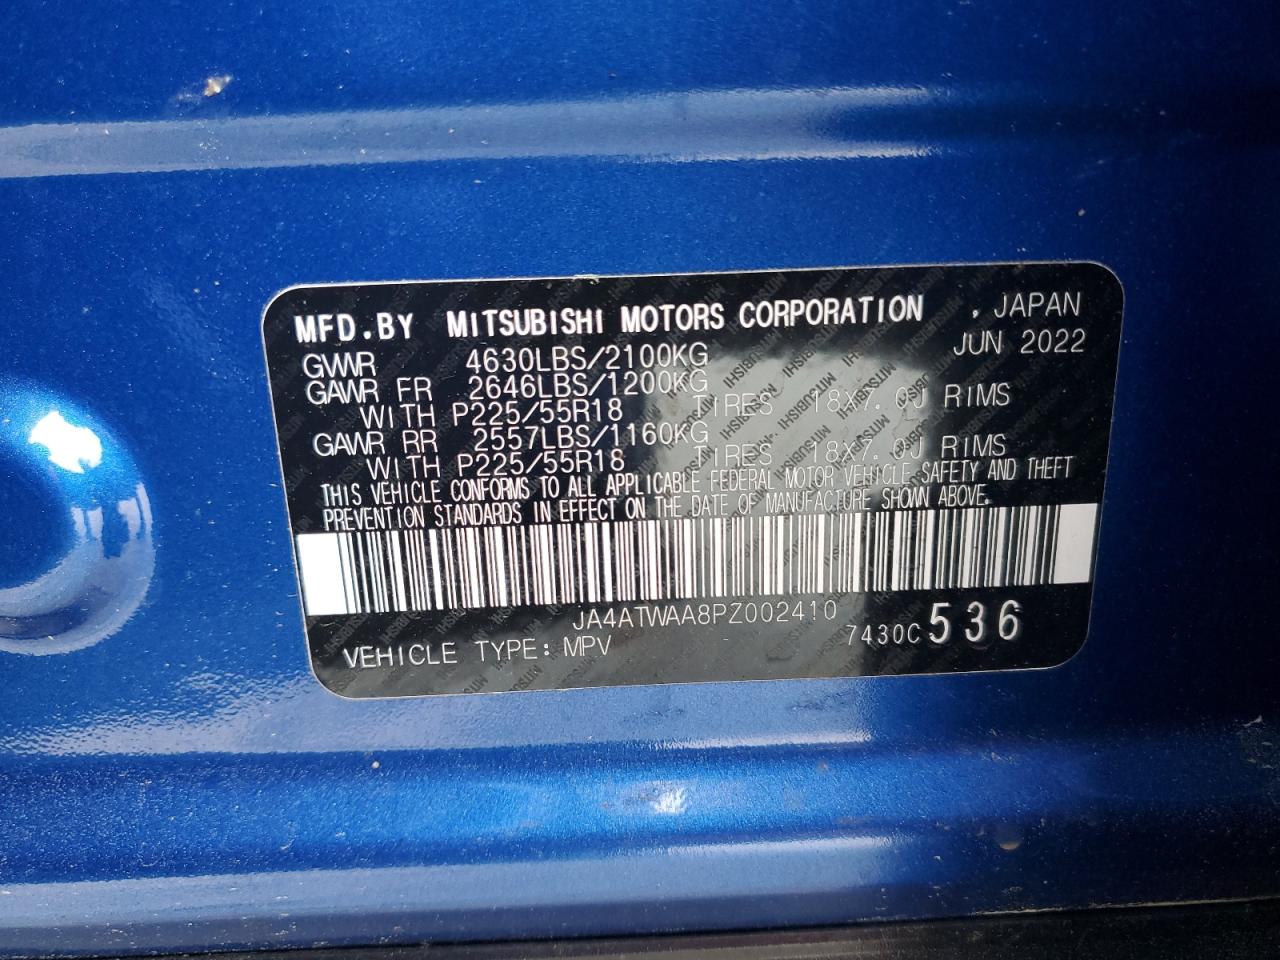 MFD.BY MITSUBISHI MOTORS CORPORATION , JAPAN
JUN 2022
GVWR 4630LBS/2100KG
GAWR FR 2646LBS/1200KG
WITH P225/55R18 TIRES 18X7.0J RIMS
GAWR RR 2557LBS/1160KG
WITH P225/55R18 TIRES 18X7.0J RIMS
THIS VEHICLE CONFORMS TO ALL APPLICABLE FEDERAL MOTOR VEHICLE SAFETY AND THEFT
PREVENTION STANDARDS IN EFFECT ON THE DATE OF MANUFACTURE SHOWN ABOVE.
JA4ATWAA8PZ002410
VEHICLE TYPE: MPV 7430C 536